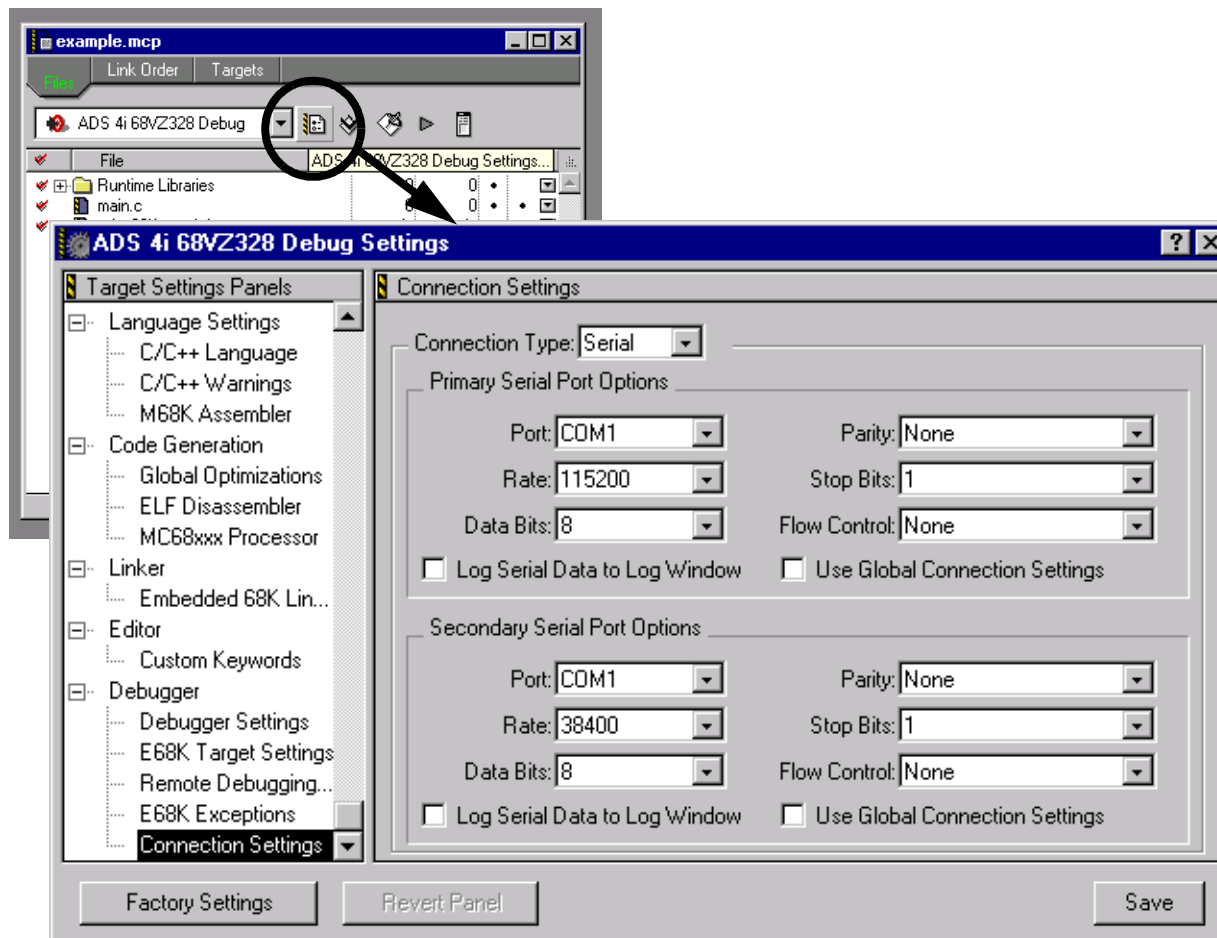 example.mcp
Files
Link Order
Targets
ADS 4i 68VZ328 Debug
File
ADS 4i 68VZ328 Debug Settings...
Runtime Libraries 0 0
main.c 0 0
ADS 4i 68VZ328 Debug Settings
Target Settings Panels
Language Settings
C/C++ Language
C/C++ Warnings
M68K Assembler
Code Generation
Global Optimizations
ELF Disassembler
MC68xxx Processor
Linker
Embedded 68K Lin...
Editor
Custom Keywords
Debugger
Debugger Settings
E68K Target Settings
Remote Debugging...
E68K Exceptions
Connection Settings
Connection Settings
Connection Type: Serial
Primary Serial Port Options
Port: COM1
Parity: None
Rate: 115200
Stop Bits: 1
Data Bits: 8
Flow Control: None
Log Serial Data to Log Window
Use Global Connection Settings
Secondary Serial Port Options
Port: COM1
Parity: None
Rate: 38400
Stop Bits: 1
Data Bits: 8
Flow Control: None
Log Serial Data to Log Window
Use Global Connection Settings
Factory Settings
Revert Panel
Save